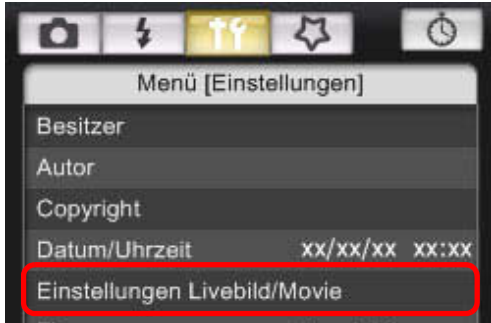 Menü [Einstellungen]
Besitzer
Autor
Copyright
Datum/Uhrzeit xx/xx/xx xx:xx
Einstellungen Livebild/Movie